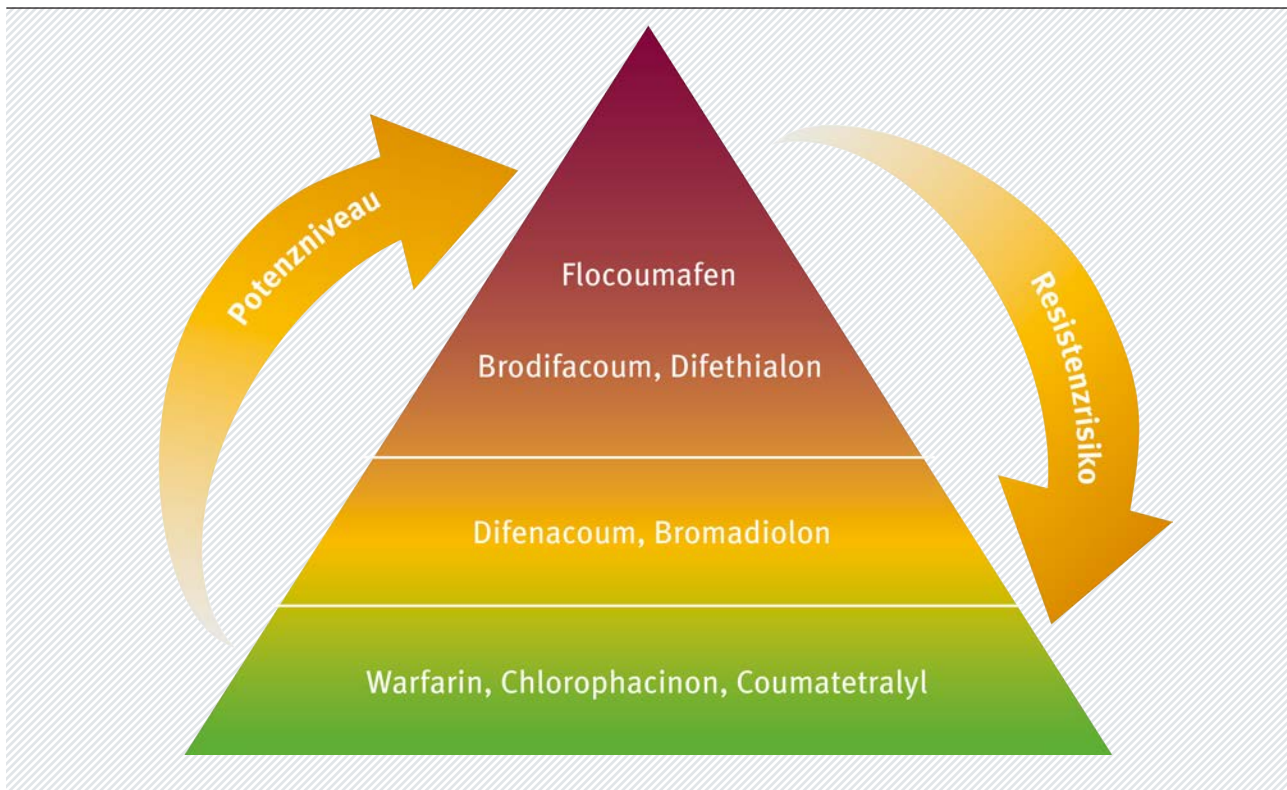 Potenzniveau
Resistenzrisiko
Flocoumafen
Brodifacoum, Difethialon
Difenacoum, Bromadiolon
Warfarin, Chlorophacinon, Coumatetralyl